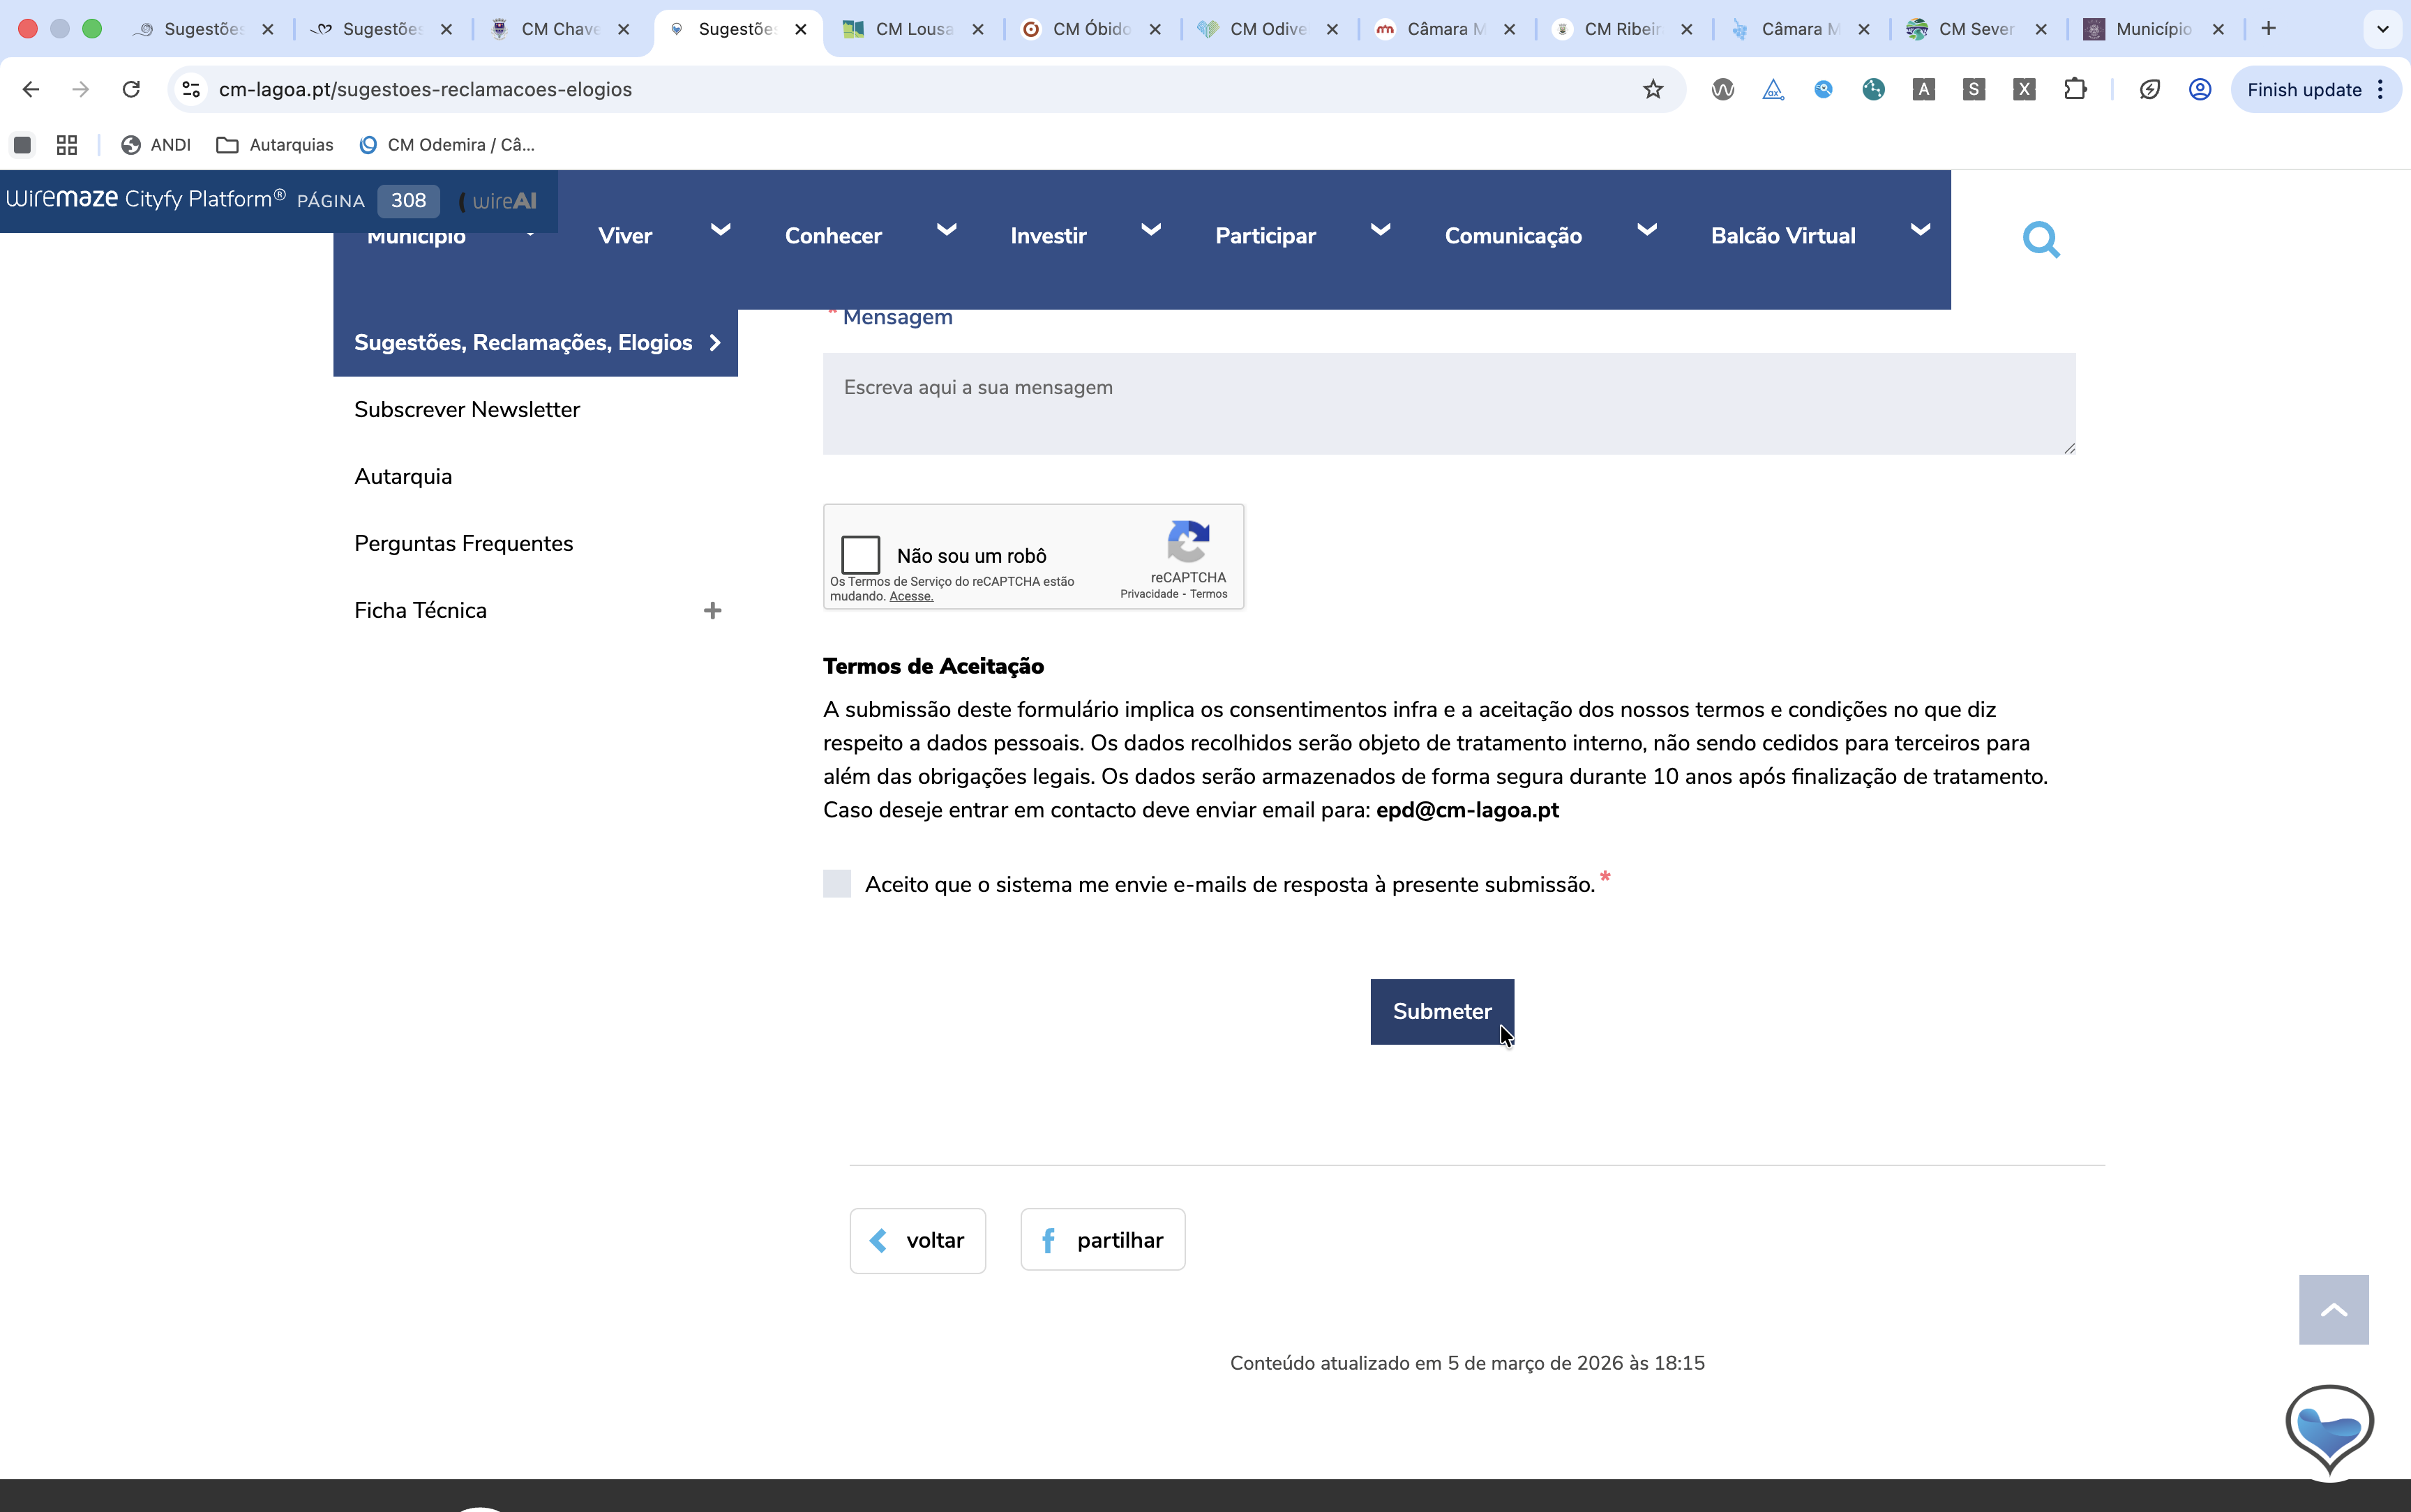 Sugestões
Sugestões
CM Chave
Sugestões
CM Lousa
CM Óbido
CM Odive
Câmara M
CM Ribeir
Câmara M
CM Sever
Município
cm-lagoa.pt/sugestoes-reclamacoes-elogios
Finish update
ANDI
Autarquias
CM Odemira / Câ...
wiremaze Cityfy Platform® PÁGINA 308 wireAI
Município
Viver
Conhecer
Investir
Participar
Comunicação
Balcão Virtual
Sugestões, Reclamações, Elogios
Subscrever Newsletter
Autarquia
Perguntas Frequentes
Ficha Técnica
* Mensagem
Escreva aqui a sua mensagem
Não sou um robô
Os Termos de Serviço do reCAPTCHA estão
mudando. Acesse.
reCAPTCHA
Privacidade - Termos
Termos de Aceitação
A submissão deste formulário implica os consentimentos infra e a aceitação dos nossos termos e condições no que diz
respeito a dados pessoais. Os dados recolhidos serão objeto de tratamento interno, não sendo cedidos para terceiros para
além das obrigações legais. Os dados serão armazenados de forma segura durante 10 anos após finalização de tratamento.
Caso deseje entrar em contacto deve enviar email para: epd@cm-lagoa.pt
Aceito que o sistema me envie e-mails de resposta à presente submissão. *
Submeter
voltar
partilhar
Conteúdo atualizado em 5 de março de 2026 às 18:15